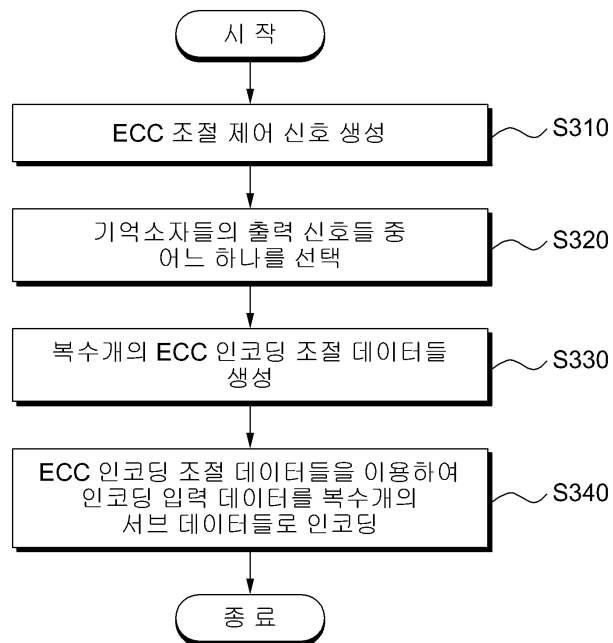 시 작
ECC 조절 제어 신호 생성
S310
기억소자들의 출력 신호들 중
어느 하나를 선택
S320
복수개의 ECC 인코딩 조절 데이터들
생성
S330
ECC 인코딩 조절 데이터들을 이용하여
인코딩 입력 데이터를 복수개의
서브 데이터들로 인코딩
S340
종 료